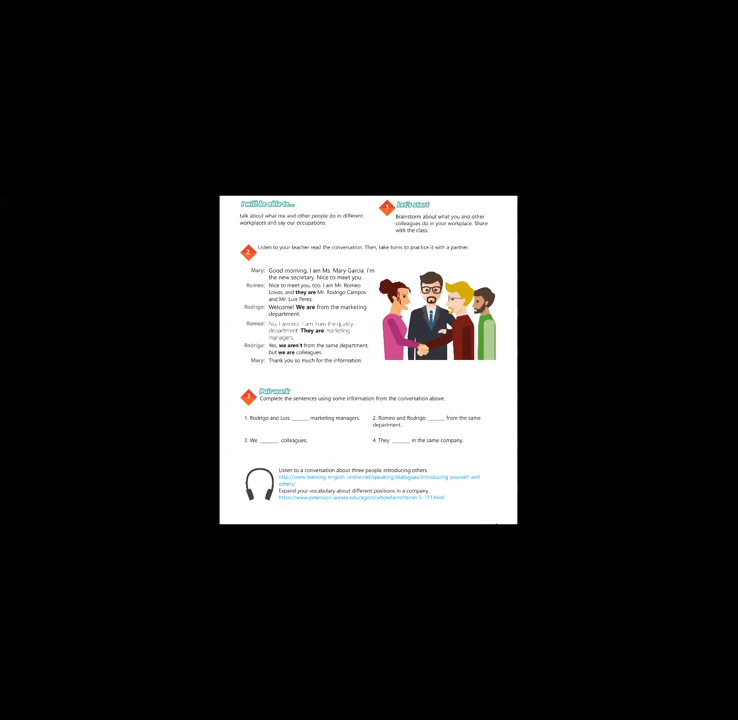 I will be able to...
talk about what me and other people do in different
workplaces and say our occupations.
1
Let's start
Brainstorm about what you and other
colleagues do in your workplace. Share
with the class.
2
Listen to your teacher read the conversation. Then, take turns to practice it with a partner.
Mary: Good morning, I am Ms. Mary Garcia. I'm
the new secretary. Nice to meet you.
Romeo: Nice to meet you, too. I am Mr. Romeo
Lovos, and they are Mr. Rodrigo Campos
and Mr. Luis Perez.
Rodrigo: Welcome! We are from the marketing
department.
Romeo: No, I am not. I am from the quality
department. They are marketing
managers.
Rodrigo: Yes, we aren't from the same department,
but we are colleagues.
Mary: Thank you so much for the information.
3
Pair work
Complete the sentences using some information from the conversation above.
1. Rodrigo and Luis ______ marketing managers
2. Romeo and Rodrigo ______ from the same
department.
3. We ______ colleagues.
4. They ______ in the same company.
Listen to a conversation about three people introducing others.
http://www.learning english online.net/speaking/dialogues/introducing yourself and
others/
Expand your vocabulary about different positions in a company.